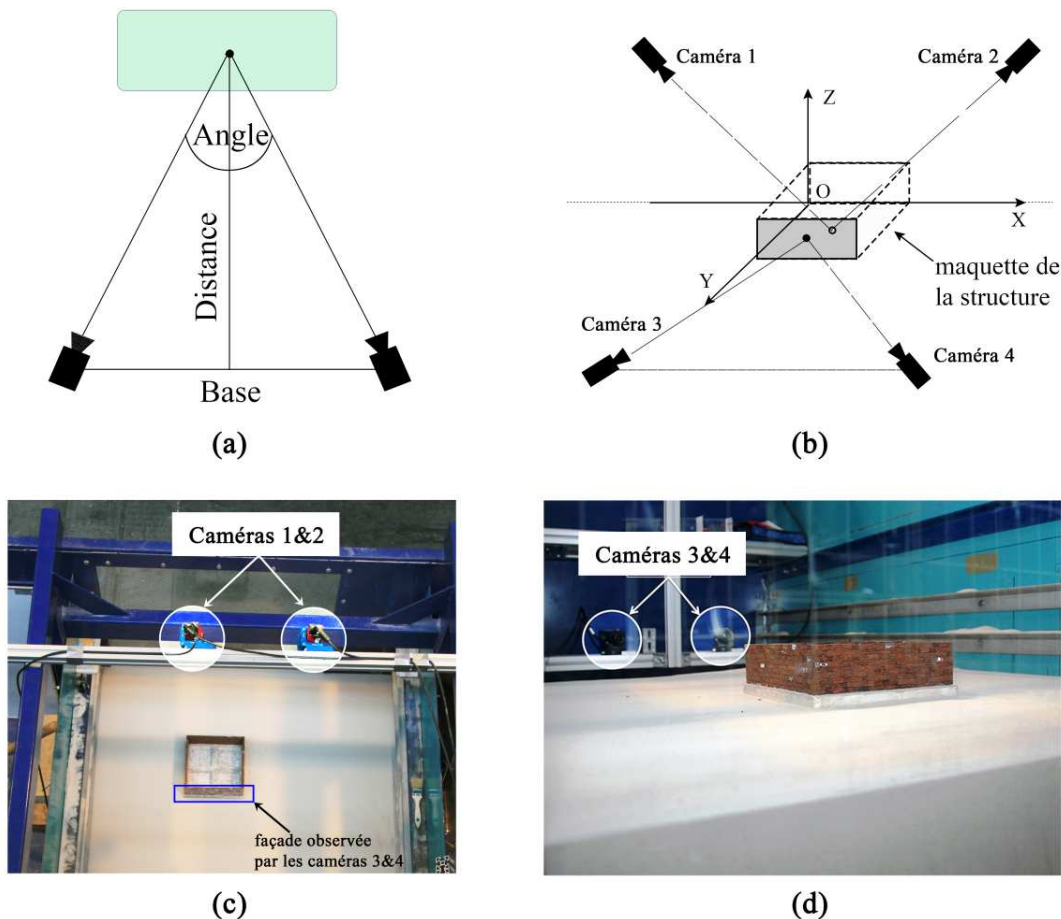 Angle
Distance
Base
(a)
Caméra 1
Caméra 2
Z
O
X
Y
maquette de
la structure
Caméra 3
Caméra 4
(b)
Caméras 1&2
façade observée
par les caméras 3&4
(c)
Caméras 3&4
(d)